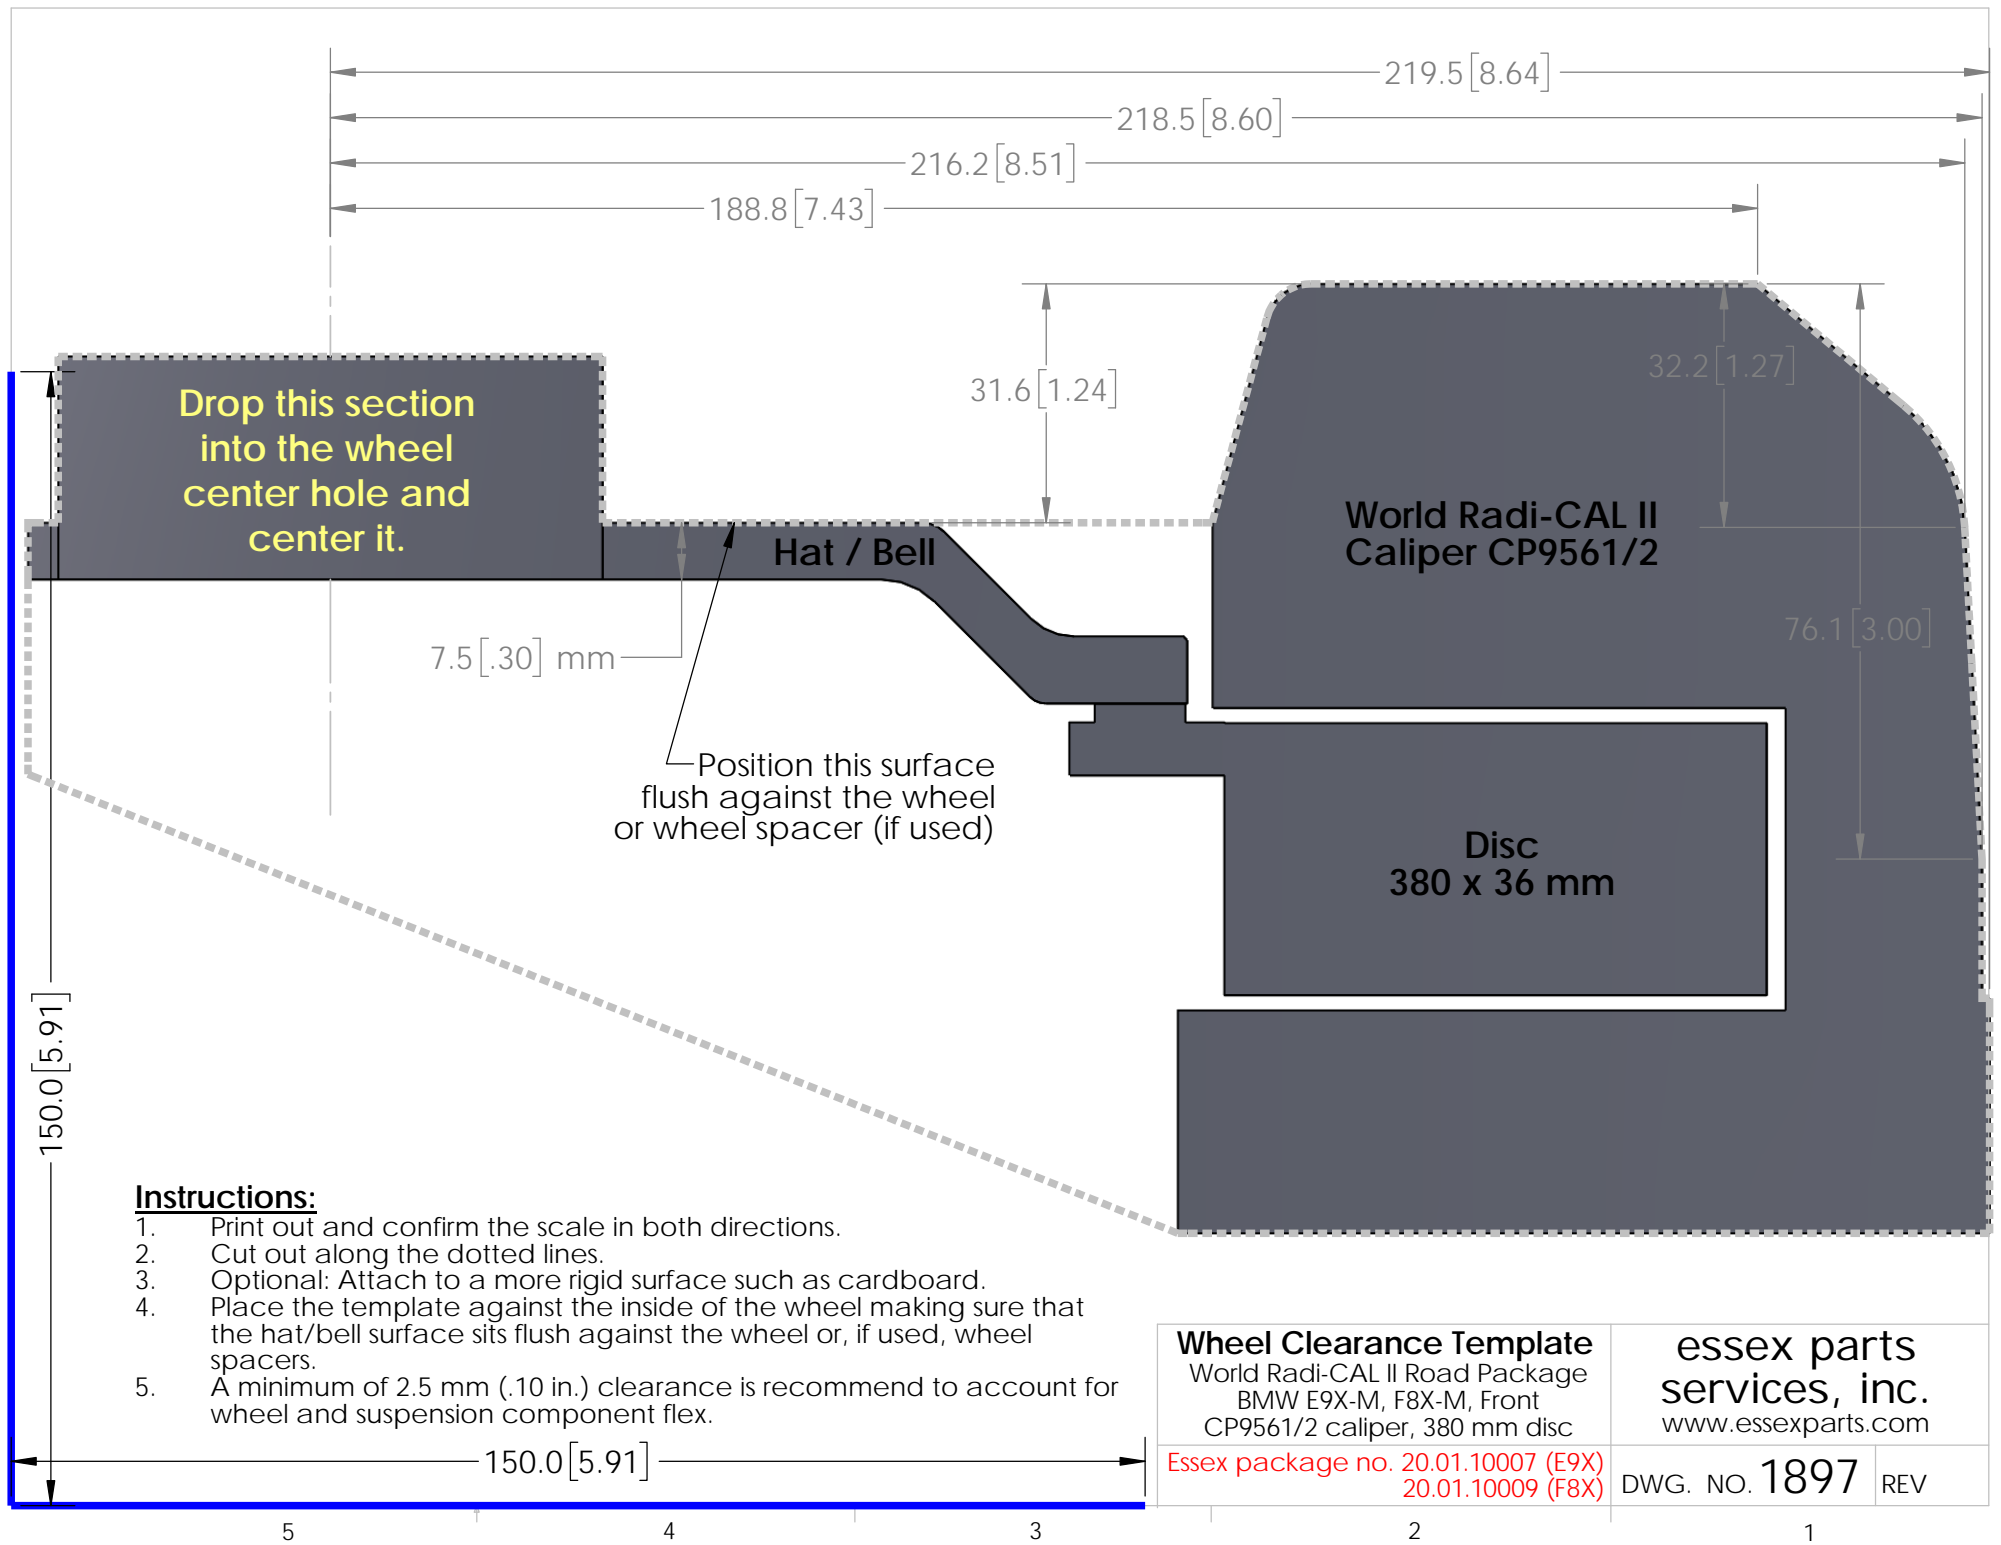 219.5[8.64]
218.5[8.60]
216.2[8.51]
188.8[7.43]
31.6[1.24]
32.2[1.27]
Drop this section
into the wheel
center hole and
center it.
Hat / Bell
World Radi-CAL II
Caliper CP9561/2
7.5[.30] mm
76.1[3.00]
Position this surface
flush against the wheel
or wheel spacer (if used)
Disc
380 x 36 mm
150.0[5.91]
Instructions:
1. Print out and confirm the scale in both directions.
2. Cut out along the dotted lines.
3. Optional: Attach to a more rigid surface such as cardboard.
4. Place the template against the inside of the wheel making sure that
the hat/bell surface sits flush against the wheel or, if used, wheel
spacers.
5. A minimum of 2.5 mm (.10 in.) clearance is recommend to account for
wheel and suspension component flex.
150.0[5.91]
Wheel Clearance Template
World Radi-CAL II Road Package
BMW E9X-M, F8X-M, Front
CP9561/2 caliper, 380 mm disc
essex parts
services, inc.
www.essexparts.com
Essex package no. 20.01.10007 (E9X)
20.01.10009 (F8X)
DWG. NO. 1897
REV
5 4 3 2 1